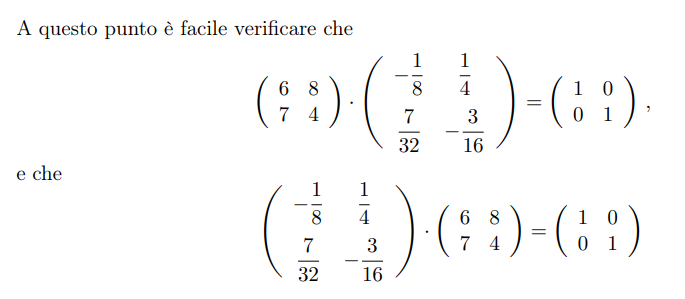 A questo punto è facile verificare che
( 6 8 ; 7 4 ) · ( −1/8 1/4 ; 7/32 −3/16 ) = ( 1 0 ; 0 1 ) ,
e che
( −1/8 1/4 ; 7/32 −3/16 ) · ( 6 8 ; 7 4 ) = ( 1 0 ; 0 1 )